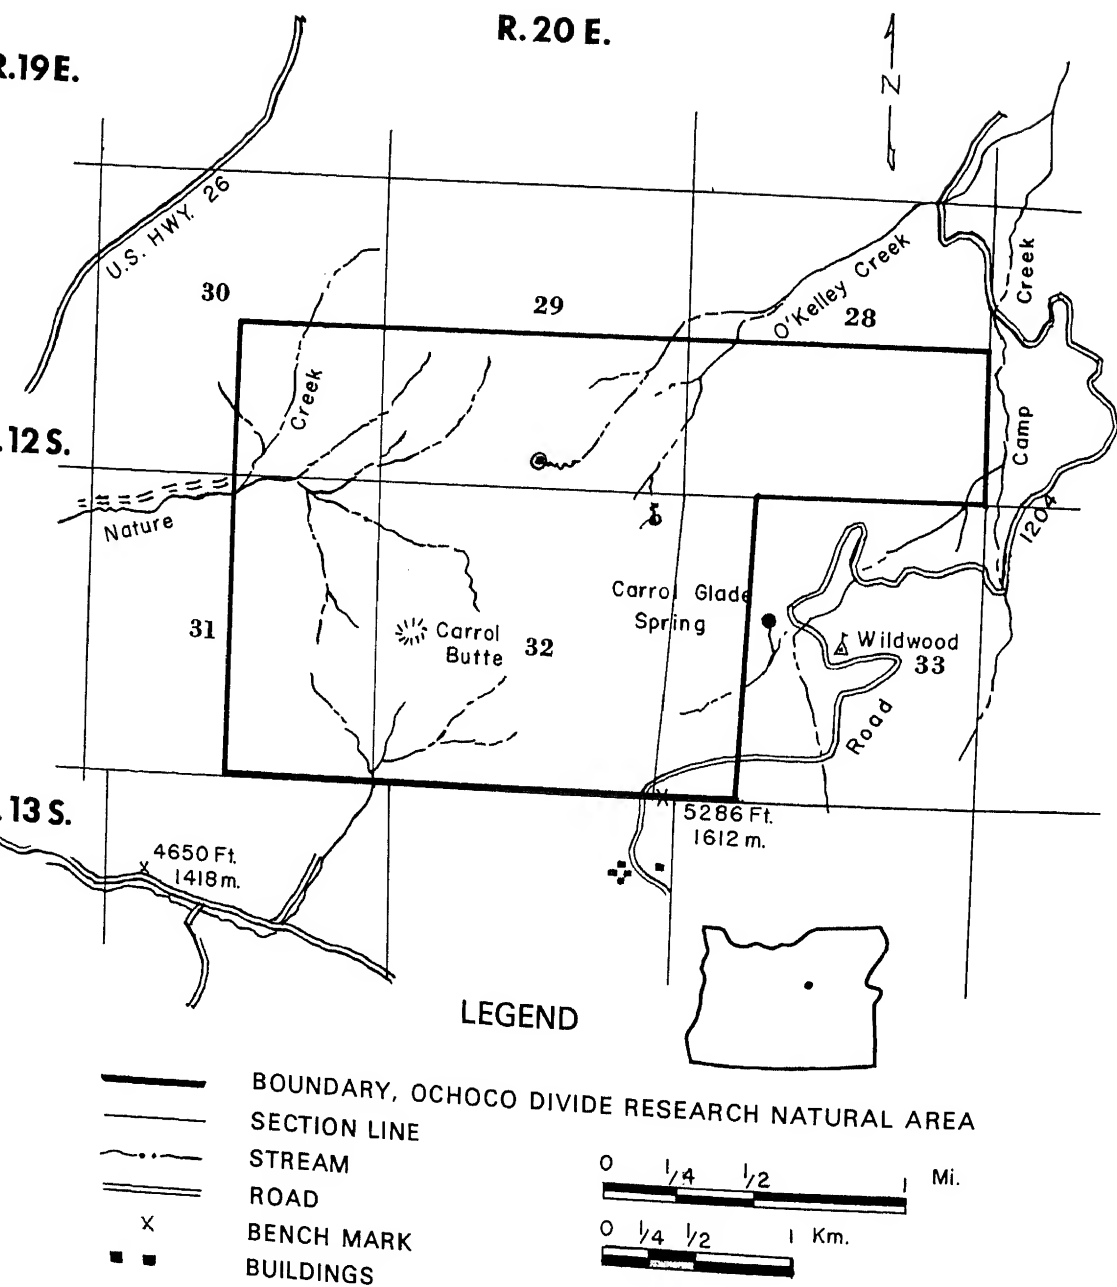 R. 20 E.
R.19E.
N
U.S. HWY. 26
30
29
28
O'Kelley Creek
Creek
Creek
Camp
.12 S.
Nature
1204
Carrol Glade
Spring
31
Carrol
Butte
32
Wildwood
33
Road
.13 S.
5286 Ft.
1612 m.
4650 Ft.
1418 m.
LEGEND
BOUNDARY, OCHOCO DIVIDE RESEARCH NATURAL AREA
SECTION LINE
STREAM
ROAD
BENCH MARK
BUILDINGS
0 1/4 1/2 1 Mi.
0 1/4 1/2 1 Km.